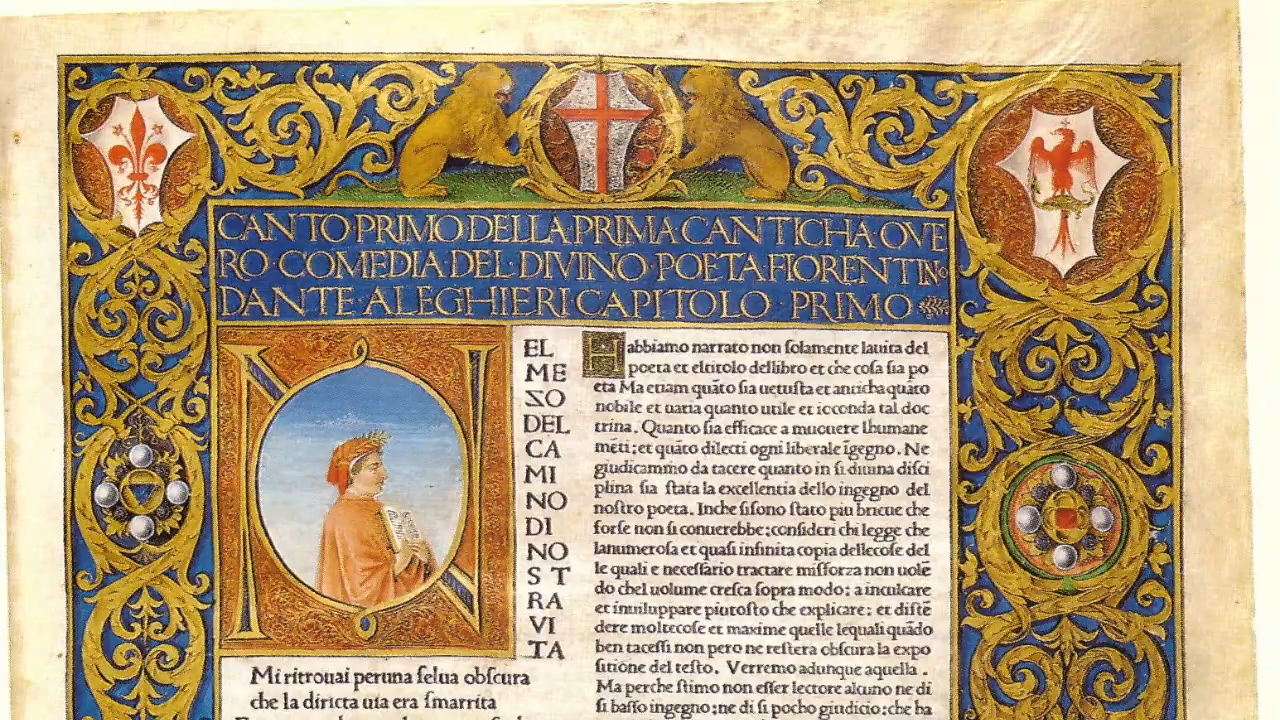 CANTO·PRIMO DELLA·PRIMA CANTICHA·OVE
RO·COMEDIA·DEL·DIVINO·POETA FIORENTINO
DANTE·ALEGHIERI·CAPITOLO·PRIMO
N
EL
ME
ZO
DEL
CA
MI
NO
DI
NO
S T
RA
VI
TA
Mi ritrouai peruna selua obscura
che la diricta uia era smarrita
Habbiamo narrato non solamente lauita del
poeta et eltitolo dellibro et che cosa sia po
eta Ma etiam quãto sia uetusta et anticha quãto
nobile et uaria quanto utile et ioconda tal doc
trina. Quanto sia efficace a muouere lhumane
mẽti; et quãto dilecti ogni liberale ĩgegno. Ne
giudicammo da tacere quanto in si diuina disci
plina sia stata la excellentia dello ingegno del
nostro poeta. Inche sisono stato piu brieue che
forse non si conuerebbe; consideri chi legge che
lanumerosa et quasi infinita copia dellecose del
le quali e necessario tractare misforza non uolẽ
do chel uolume cresca sopra modo; a inculcare
et inuiluppare piutosto che explicare; et distẽ
dere moltecose et maxime quelle lequali quãdo
ben tacessi non pero ne restera obscura la expo
sitione del testo. Verremo adunque aquella.
Ma perche stimo non esser lectore alcuno ne di
si basso ingegno; ne di si pocho giudicio; che ha